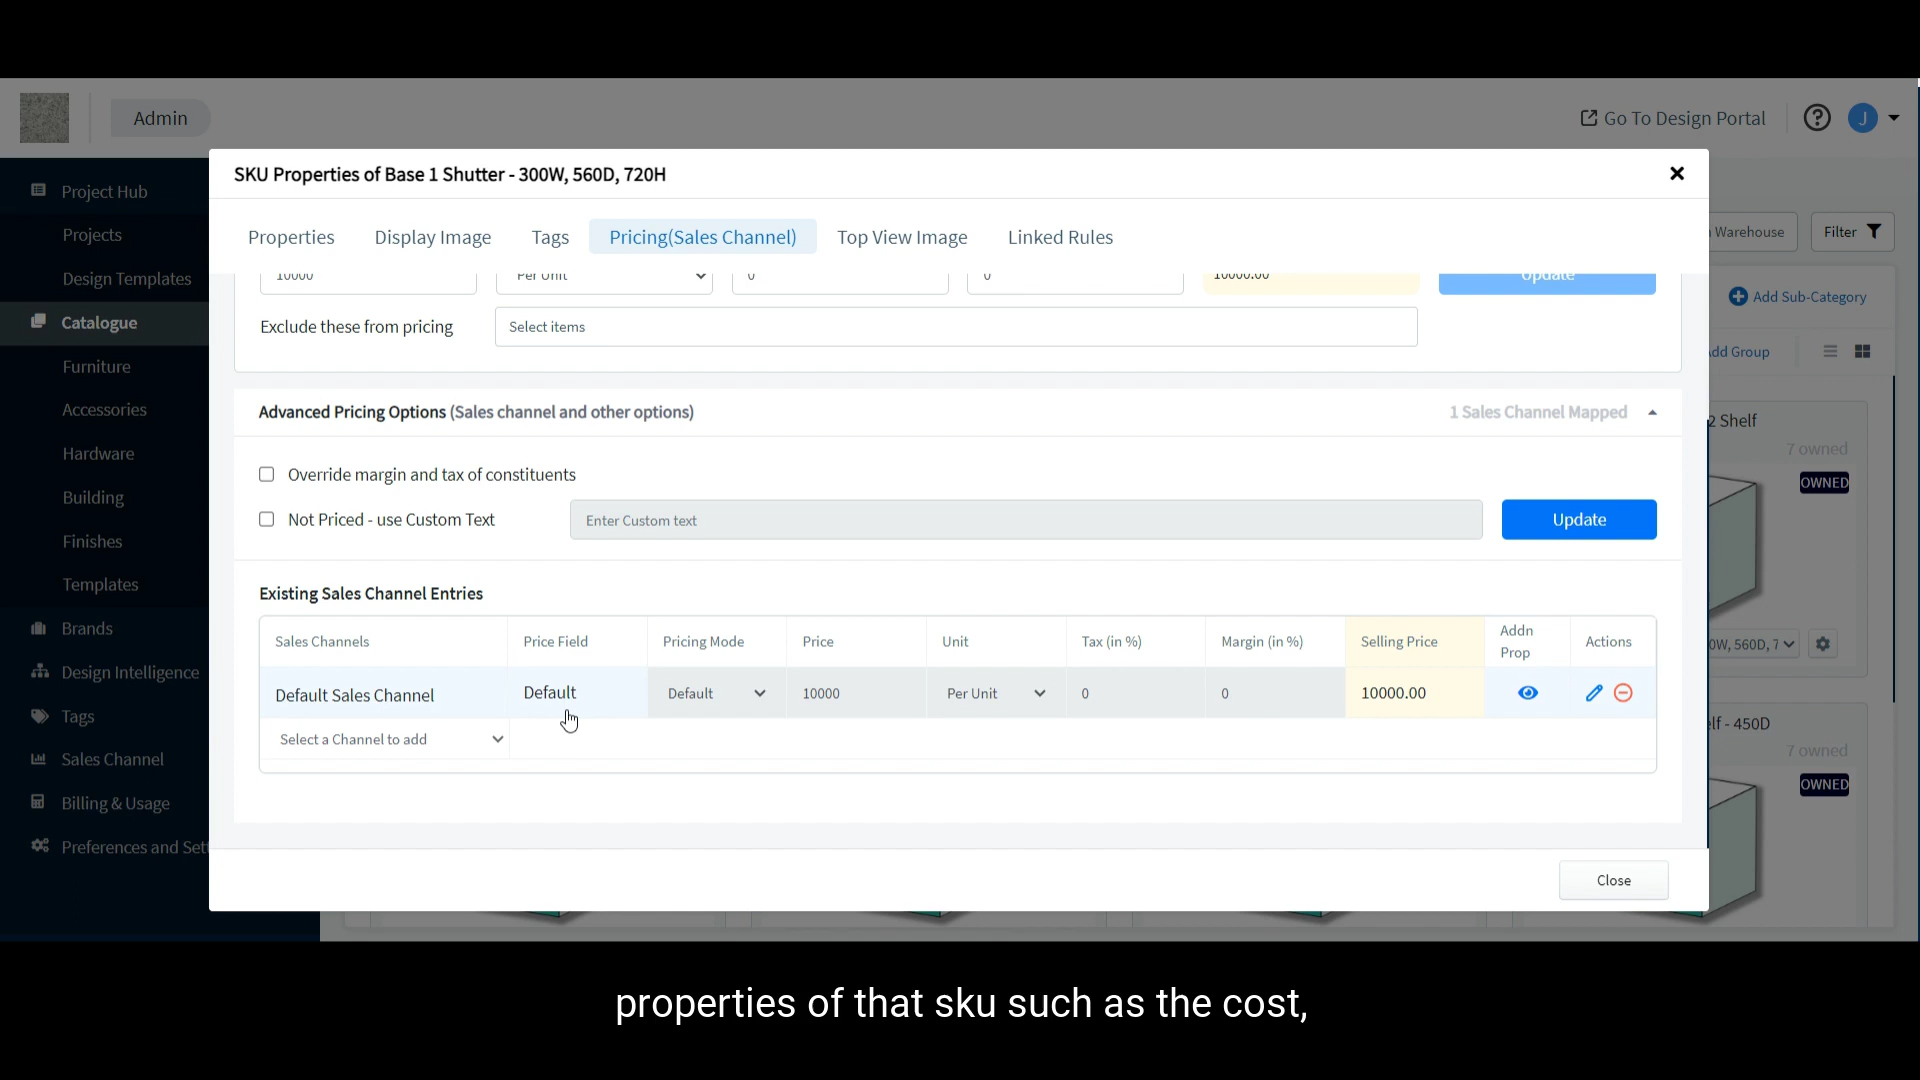 Admin
Go To Design Portal
J
SKU Properties of Base 1 Shutter - 300W, 560D, 720H
Project Hub
Projects
Design Templates
Catalogue
Furniture
Accessories
Hardware
Building
Finishes
Templates
Brands
Design Intelligence
Tags
Sales Channel
Billing & Usage
Preferences and Sett
Properties
Display Image
Tags
Pricing(Sales Channel)
Top View Image
Linked Rules
Warehouse
Filter
Add Sub-Category
dd Group
10000
Per Unit
0
0
10000.00
Update
Exclude these from pricing
Select items
Advanced Pricing Options (Sales channel and other options)
1 Sales Channel Mapped
Override margin and tax of constituents
Not Priced - use Custom Text
Enter Custom text
Update
Existing Sales Channel Entries
Sales Channels
Price Field
Pricing Mode
Price
Unit
Tax (in %)
Margin (in %)
Selling Price
Addn
Prop
Actions
Default Sales Channel
Default
Default
10000
Per Unit
0
0
10000.00
Select a Channel to add
Close
2 Shelf
7 owned
OWNED
0W, 560D, 7
lf - 450D
7 owned
OWNED
properties of that sku such as the cost,